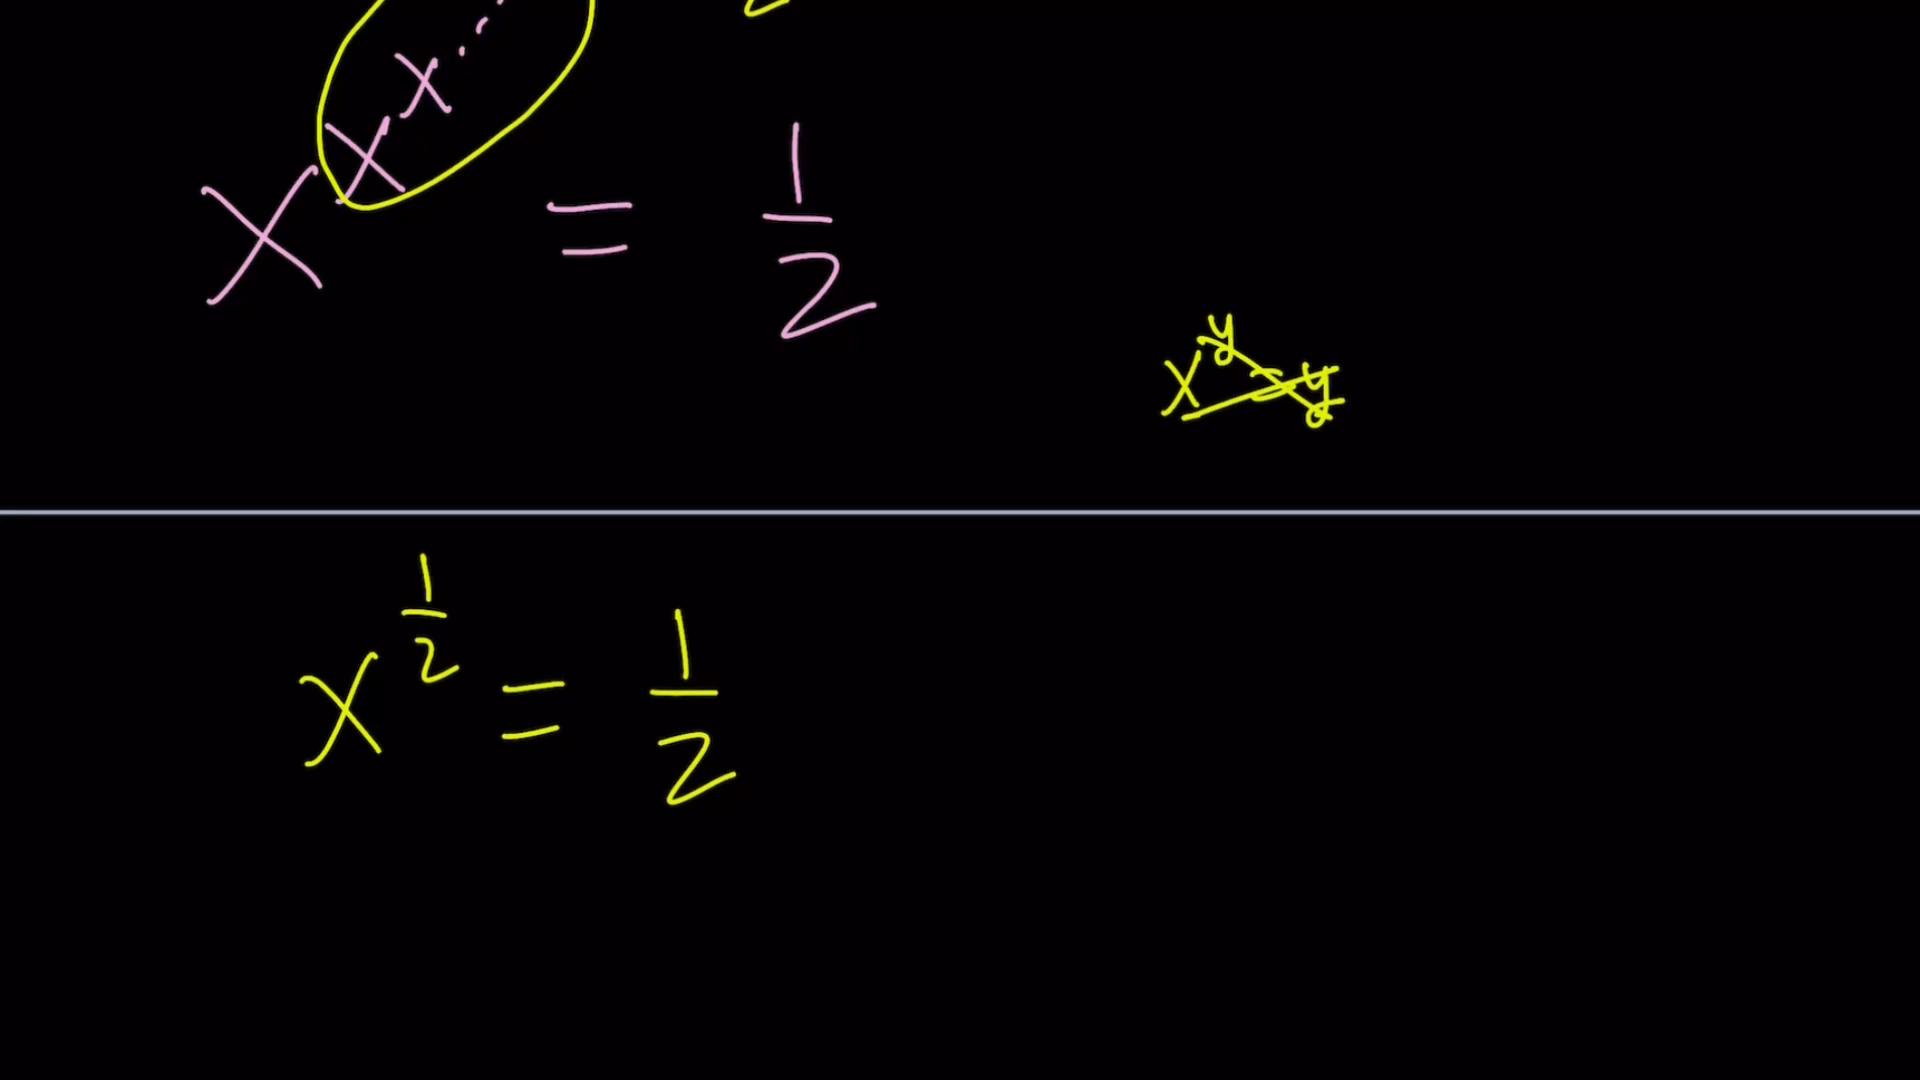 x^x^x^⋰ = 1/2
x^y = y
x^1/2 = 1/2